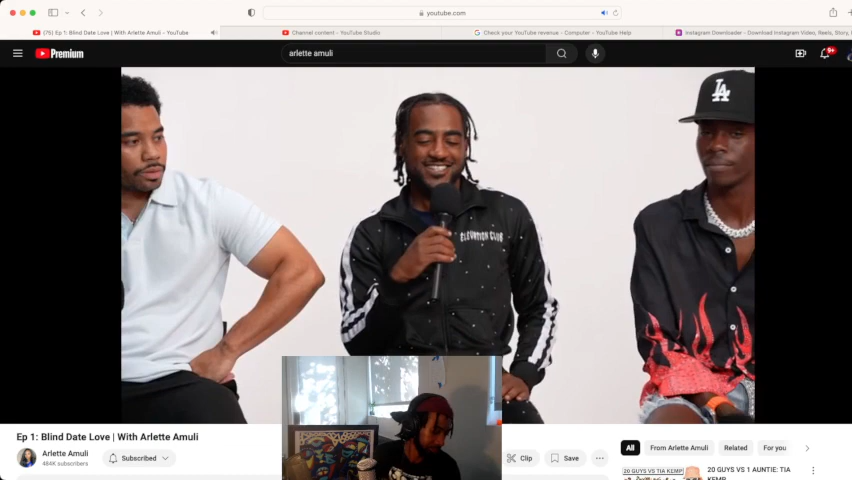 youtube.com
(75) Ep 1: Blind Date Love | With Arlette Amuli - YouTube
Channel content - YouTube Studio
Check your YouTube revenue - Computer - YouTube Help
Instagram Downloader - Download Instagram Video, Reels, Story,
Premium
arlette amuli
9+
LA
ELEVATION CLUB
Ep 1: Blind Date Love | With Arlette Amuli
Arlette Amuli
484K subscribers
Subscribed
Clip
Save
All
From Arlette Amuli
Related
For you
20 GUYS VS 1 AUNTIE: TIA
KEMP
20 GUYS VS TIA KEMP